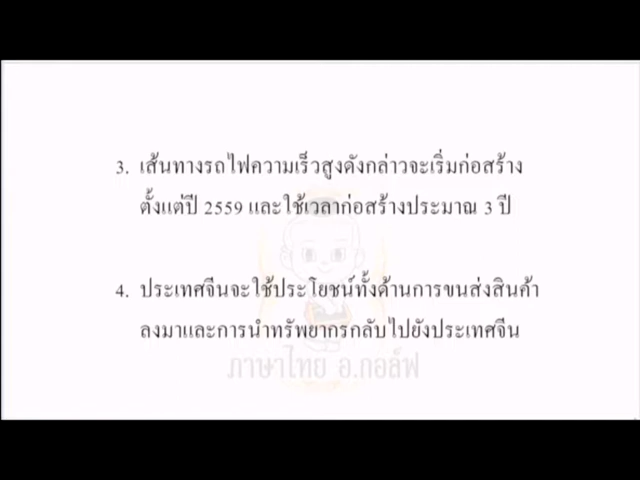 3. เส้นทางรถไฟความเร็วสูงดังกล่าวจะเริ่มก่อสร้าง
ตั้งแต่ปี 2559 และใช้เวลาก่อสร้างประมาณ 3 ปี
4. ประเทศจีนจะใช้ประโยชน์ทั้งด้านการขนส่งสินค้า
ลงมาและการนำทรัพยากรกลับไปยังประเทศจีน
ภาษาไทย อ.กอล์ฟ